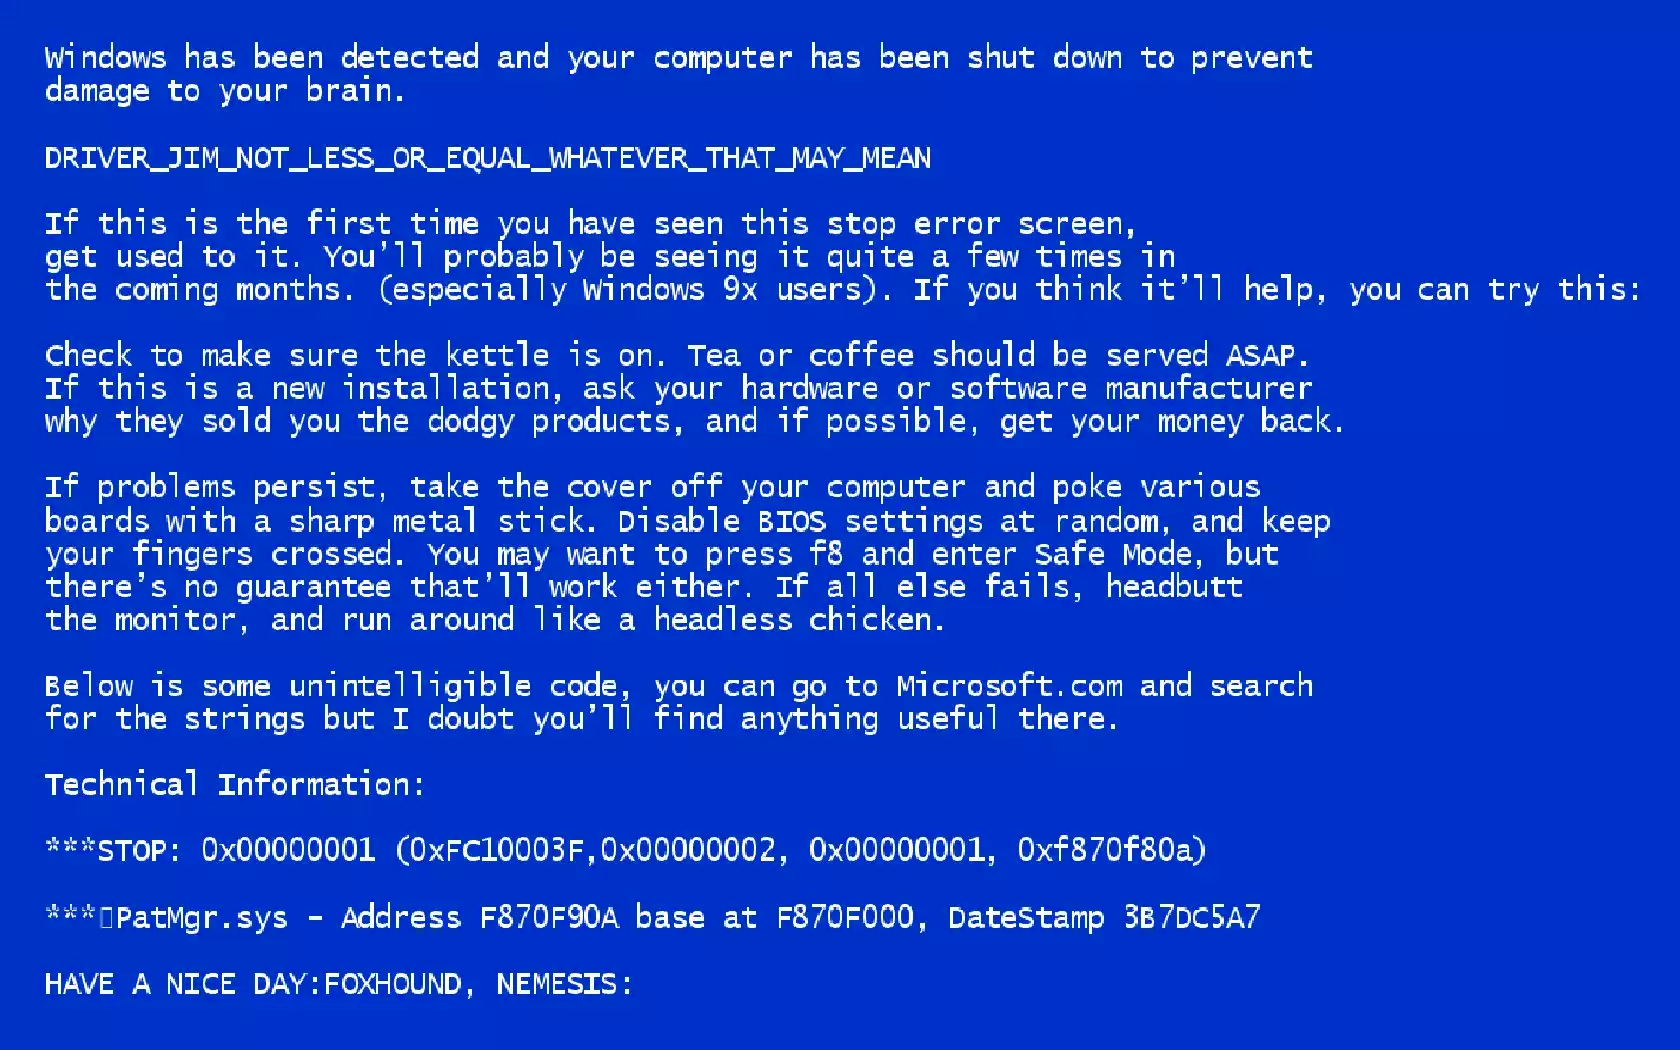 Windows has been detected and your computer has been shut down to prevent
damage to your brain.
DRIVER_JIM_NOT_LESS_OR_EQUAL_WHATEVER_THAT_MAY_MEAN
If this is the first time you have seen this stop error screen,
get used to it. You'll probably be seeing it quite a few times in
the coming months. (especially Windows 9x users). If you think it'll help, you can try this:
Check to make sure the kettle is on. Tea or coffee should be served ASAP.
If this is a new installation, ask your hardware or software manufacturer
why they sold you the dodgy products, and if possible, get your money back.
If problems persist, take the cover off your computer and poke various
boards with a sharp metal stick. Disable BIOS settings at random, and keep
your fingers crossed. You may want to press f8 and enter Safe Mode, but
there's no guarantee that'll work either. If all else fails, headbutt
the monitor, and run around like a headless chicken.
Below is some unintelligible code, you can go to Microsoft.com and search
for the strings but I doubt you'll find anything useful there.
Technical Information:
***STOP: 0x00000001 (0xFC10003F,0x00000002, 0x00000001, 0xf870f80a)
***▯PatMgr.sys – Address F870F90A base at F870F000, DateStamp 3B7DC5A7
HAVE A NICE DAY:FOXHOUND, NEMESIS: